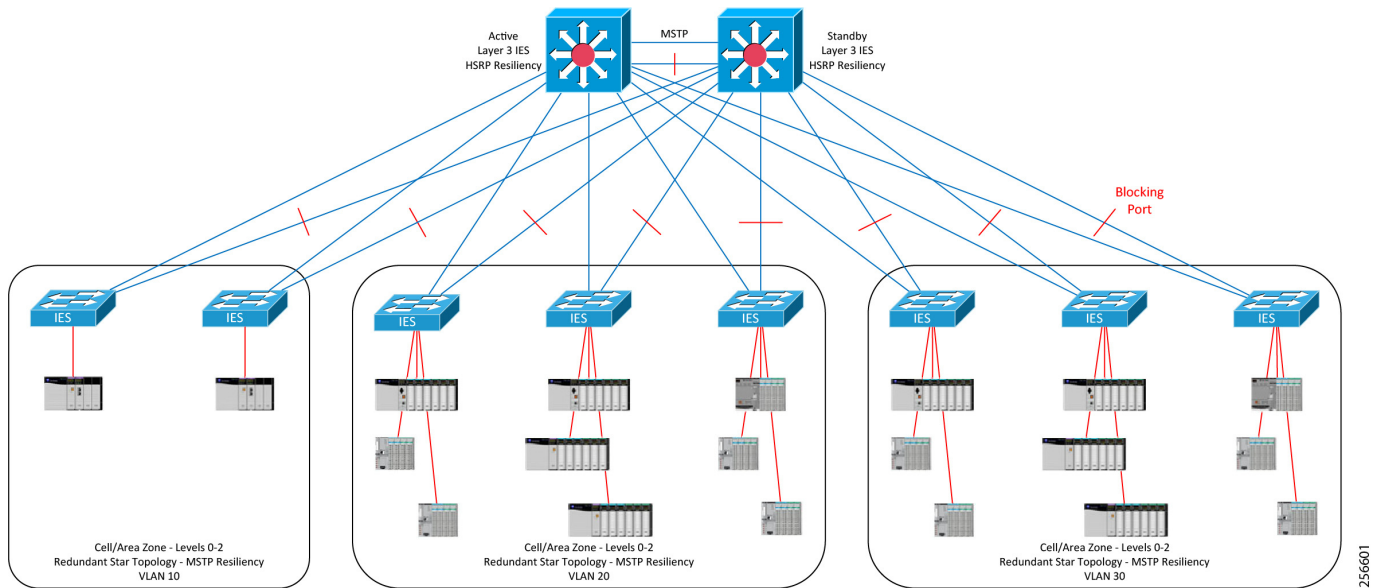 Active
Layer 3 IES
HSRP Resiliency
MSTP
Standby
Layer 3 IES
HSRP Resiliency
Blocking
Port
IES
IES
IES
IES
IES
IES
IES
IES
Cell/Area Zone - Levels 0-2
Redundant Star Topology - MSTP Resiliency
VLAN 10
Cell/Area Zone - Levels 0-2
Redundant Star Topology - MSTP Resiliency
VLAN 20
Cell/Area Zone - Levels 0-2
Redundant Star Topology - MSTP Resiliency
VLAN 30
256601